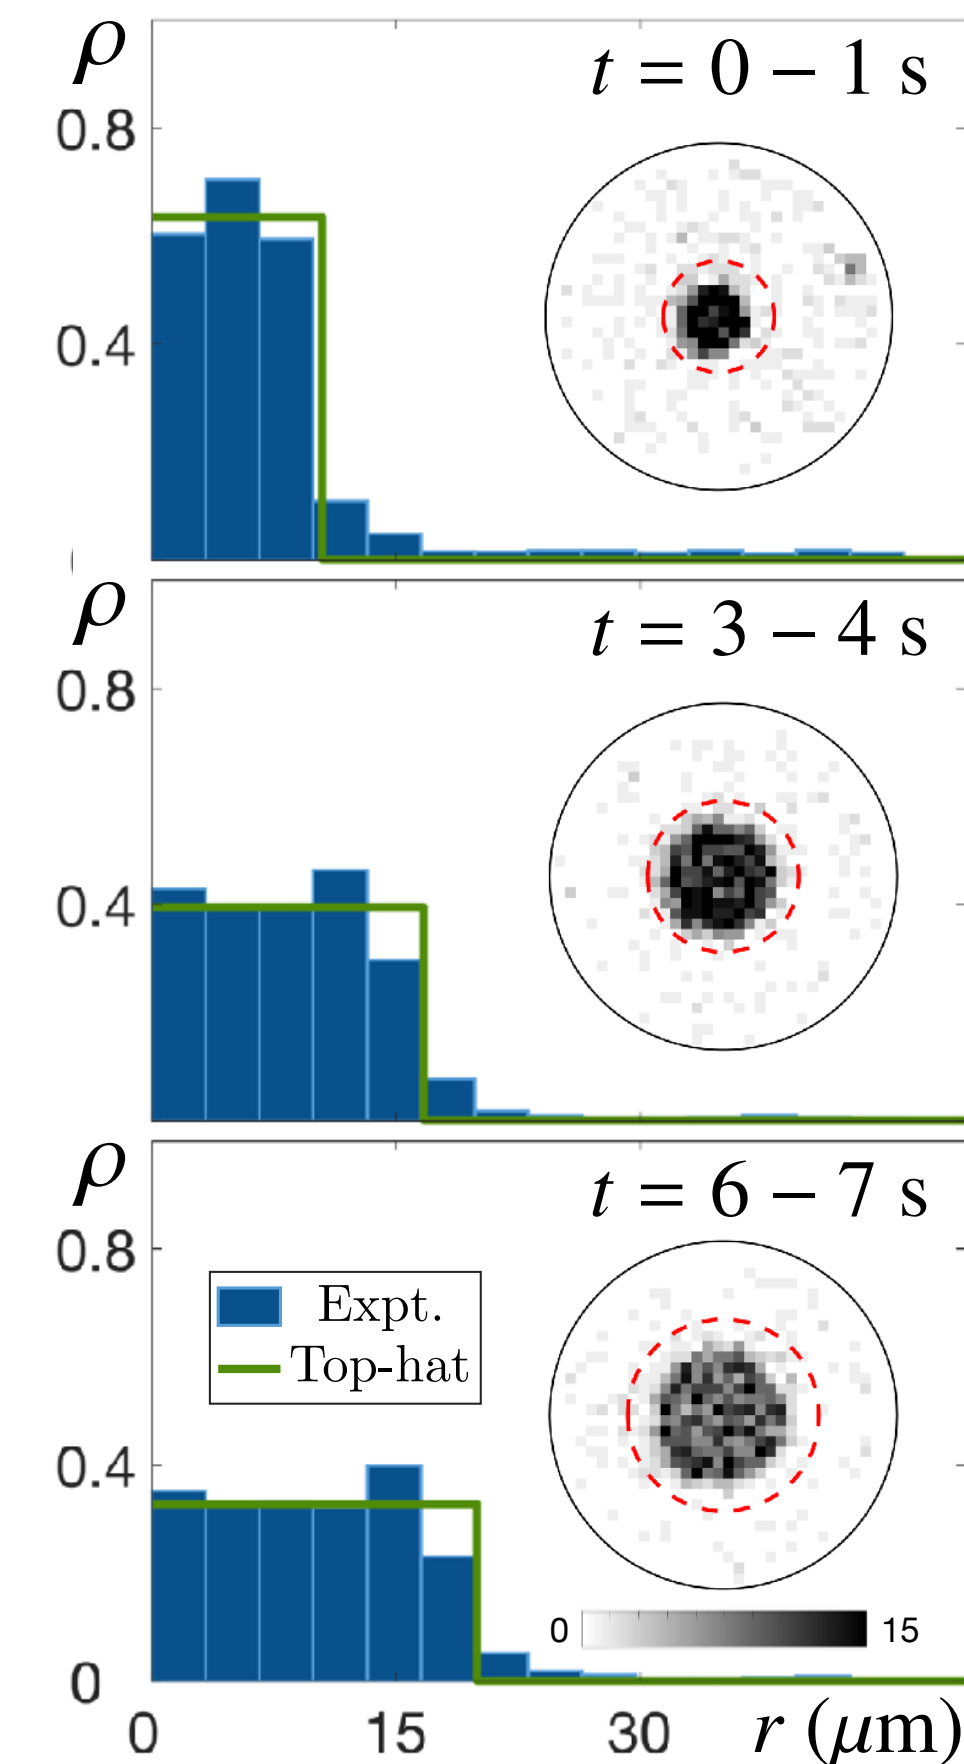 ρ
t = 0 – 1 s
0.8
0.4
ρ
t = 3 – 4 s
0.8
0.4
ρ
t = 6 – 7 s
0.8
Expt.
Top-hat
0.4
0 15
0
0 15 30 r (μm)